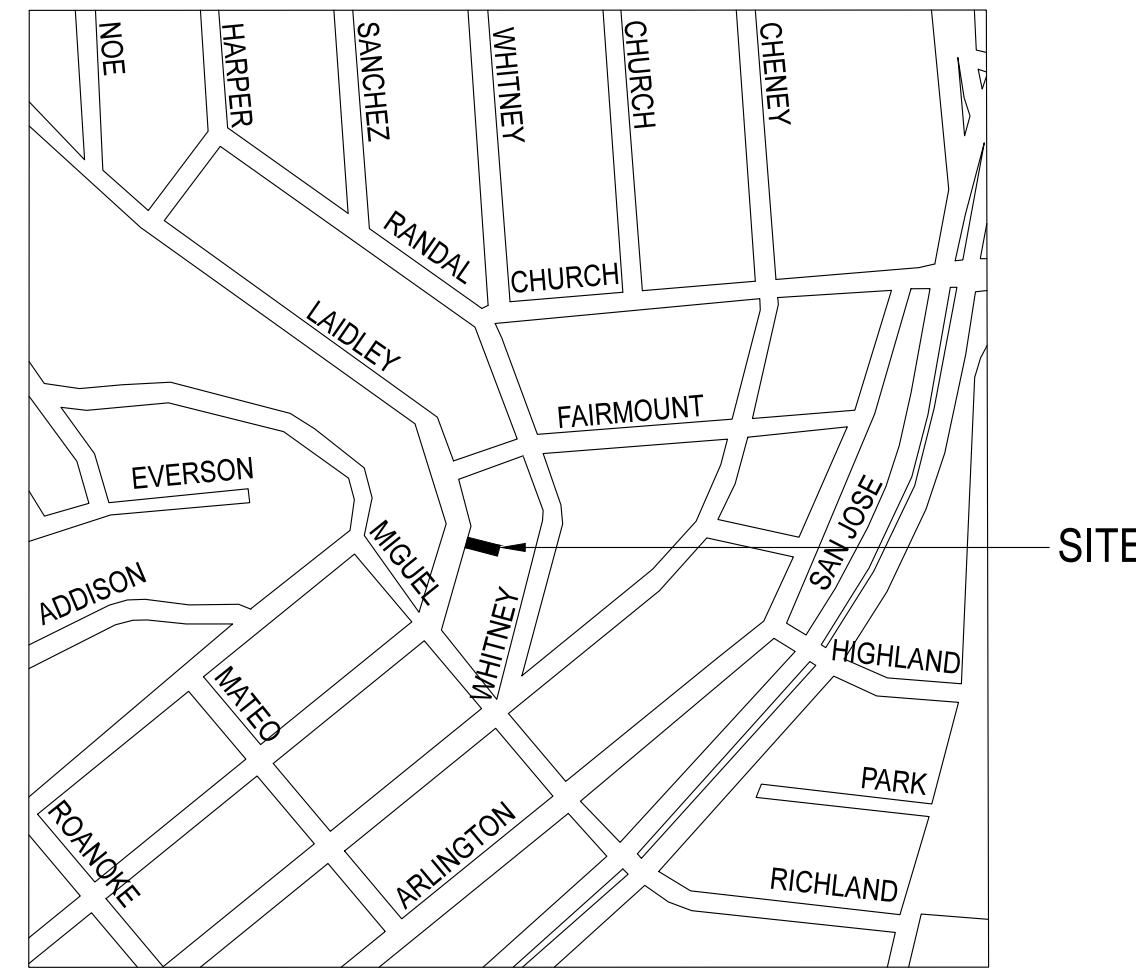 NOE
HARPER
SANCHEZ
WHITNEY
CHURCH
CHENEY
RANDAL
CHURCH
LAIDLEY
FAIRMOUNT
EVERSON
SAN JOSE
MIGUEL
SITE
ADDISON
WHITNEY
HIGHLAND
MATEO
PARK
ROANOKE
ARLINGTON
RICHLAND